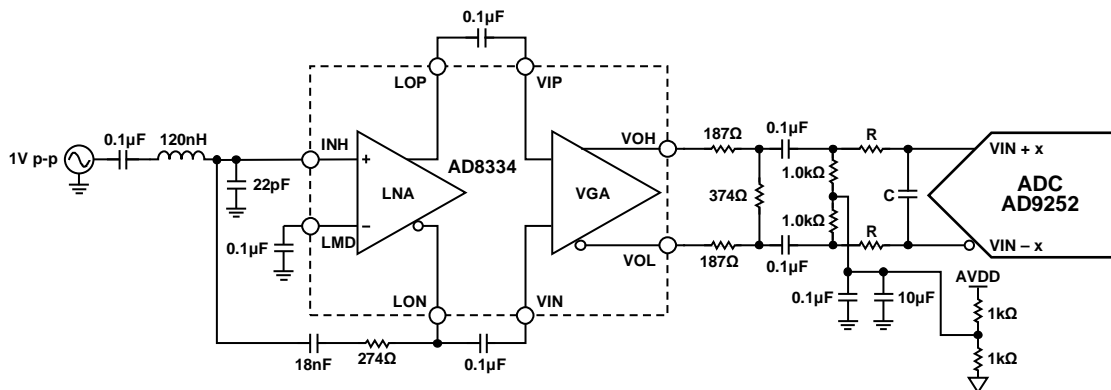 0.1μF
LOP
VIP
0.1μF
120nH
1V p-p
INH
AD8334
VOH
187Ω
0.1μF
R
VIN + x
+
22pF
LNA
VGA
374Ω
1.0kΩ
C
ADC
AD9252
1.0kΩ
–
0.1μF
LMD
R
VIN – x
VOL
187Ω
0.1μF
AVDD
LON
VIN
0.1μF
10μF
1kΩ
18nF
274Ω
0.1μF
1kΩ